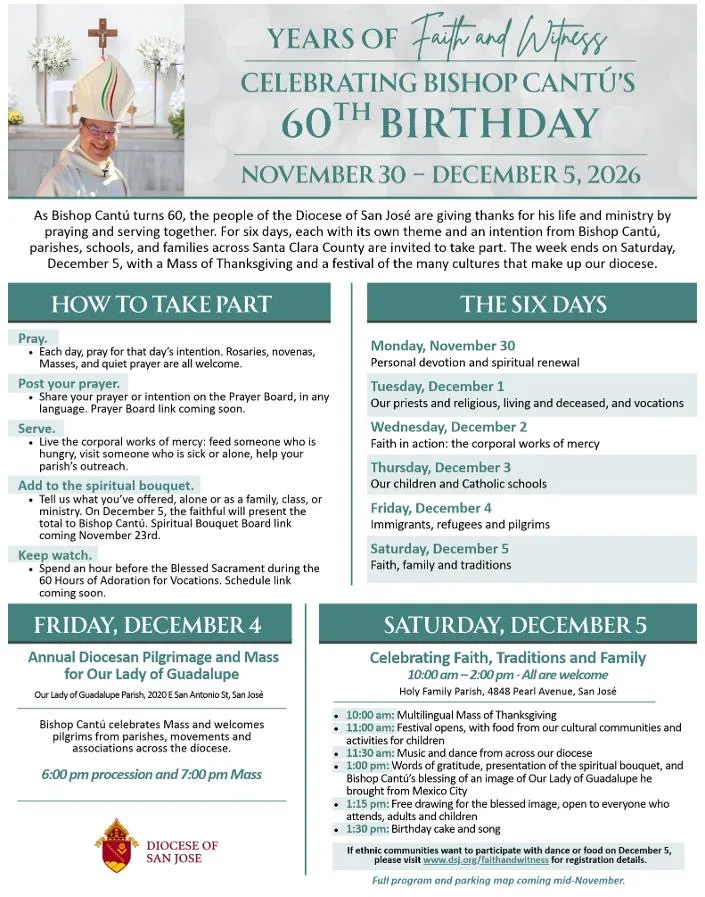 YEARS OF Faith and Witness
CELEBRATING BISHOP CANTÚ'S
60TH BIRTHDAY
NOVEMBER 30 – DECEMBER 5, 2026
As Bishop Cantú turns 60, the people of the Diocese of San José are giving thanks for his life and ministry by
praying and serving together. For six days, each with its own theme and an intention from Bishop Cantú,
parishes, schools, and families across Santa Clara County are invited to take part. The week ends on Saturday,
December 5, with a Mass of Thanksgiving and a festival of the many cultures that make up our diocese.
HOW TO TAKE PART
Pray.
• Each day, pray for that day's intention. Rosaries, novenas,
Masses, and quiet prayer are all welcome.
Post your prayer.
• Share your prayer or intention on the Prayer Board, in any
language. Prayer Board link coming soon.
Serve.
• Live the corporal works of mercy: feed someone who is
hungry, visit someone who is sick or alone, help your
parish's outreach.
Add to the spiritual bouquet.
• Tell us what you've offered, alone or as a family, class, or
ministry. On December 5, the faithful will present the
total to Bishop Cantú. Spiritual Bouquet Board link
coming November 23rd.
Keep watch.
• Spend an hour before the Blessed Sacrament during the
60 Hours of Adoration for Vocations. Schedule link
coming soon.
THE SIX DAYS
Monday, November 30
Personal devotion and spiritual renewal
Tuesday, December 1
Our priests and religious, living and deceased, and vocations
Wednesday, December 2
Faith in action: the corporal works of mercy
Thursday, December 3
Our children and Catholic schools
Friday, December 4
Immigrants, refugees and pilgrims
Saturday, December 5
Faith, family and traditions
FRIDAY, DECEMBER 4
Annual Diocesan Pilgrimage and Mass
for Our Lady of Guadalupe
Our Lady of Guadalupe Parish, 2020 E San Antonio St, San José
Bishop Cantú celebrates Mass and welcomes
pilgrims from parishes, movements and
associations across the diocese.
6:00 pm procession and 7:00 pm Mass
DIOCESE OF
SAN JOSE
SATURDAY, DECEMBER 5
Celebrating Faith, Traditions and Family
10:00 am – 2:00 pm · All are welcome
Holy Family Parish, 4848 Pearl Avenue, San José
• 10:00 am: Multilingual Mass of Thanksgiving
• 11:00 am: Festival opens, with food from our cultural communities and
activities for children
• 11:30 am: Music and dance from across our diocese
• 1:00 pm: Words of gratitude, presentation of the spiritual bouquet, and
Bishop Cantú's blessing of an image of Our Lady of Guadalupe he
brought from Mexico City
• 1:15 pm: Free drawing for the blessed image, open to everyone who
attends, adults and children
• 1:30 pm: Birthday cake and song
If ethnic communities want to participate with dance or food on December 5,
please visit www.dsj.org/faithandwitness for registration details.
Full program and parking map coming mid-November.